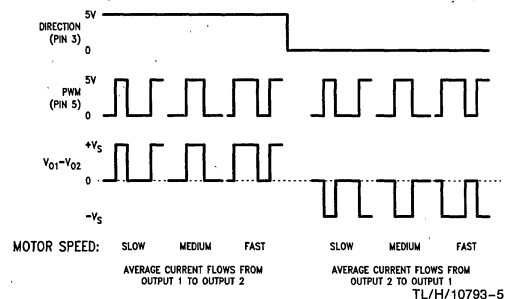 DIRECTION
(PIN 3)
5V
0
PWM
(PIN 5)
5V
0
V01-V02
+VS
0
-VS
MOTOR SPEED: SLOW MEDIUM FAST SLOW MEDIUM FAST
AVERAGE CURRENT FLOWS FROM
OUTPUT 1 TO OUTPUT 2
AVERAGE CURRENT FLOWS FROM
OUTPUT 2 TO OUTPUT 1
TL/H/10793-5